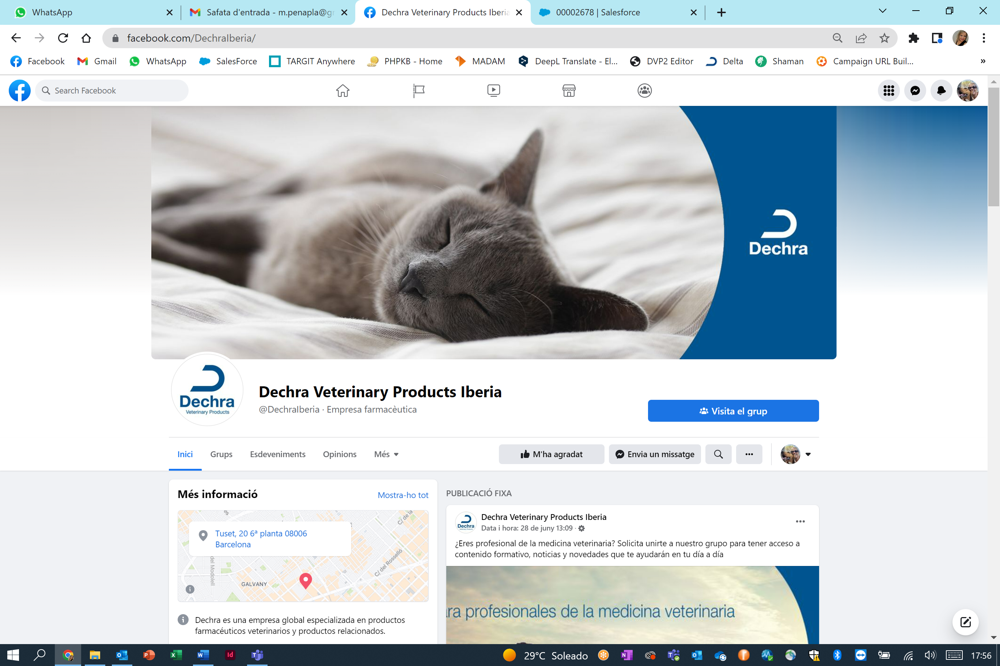 WhatsApp
Safata d'entrada - m.penapla@gr
Dechra Veterinary Products Iberia
00002678 | Salesforce
facebook.com/DechraIberia/
Facebook
Gmail
WhatsApp
SalesForce
TARGIT Anywhere
PHPKB - Home
MADAM
DeepL Translate - El...
DVP2 Editor
Delta
Shaman
Campaign URL Buil...
»
Search Facebook
Dechra
Dechra
Veterinary Products
Dechra Veterinary Products Iberia
@DechraIberia · Empresa farmacèutica
Visita el grup
Inici
Grups
Esdeveniments
Opinions
Més
M'ha agradat
Envia un missatge
Més informació
Mostra-ho tot
C/ de la
Tuset, 20 6ª planta 08006
Barcelona
del Modolell
C/ del Rosselló
GALVANY
Dechra es una empresa global especializada en productos
farmacéuticos veterinarios y productos relacionados.
PUBLICACIÓ FIXA
Dechra
Veterinary Products
Dechra Veterinary Products Iberia
Data i hora: 28 de juny 13:09 ·
¿Eres profesional de la medicina veterinaria? Solicita unirte a nuestro grupo para tener acceso a
contenido formativo, noticias y novedades que te ayudarán en tu día a día
ra profesionales de la medicina veterinaria
29°C Soleado
17:56